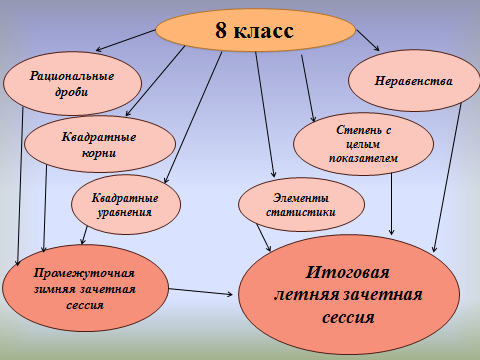 8 класс
Рациональные
дроби
Неравенства
Квадратные
корни
Степень с
целым
показателем
Квадратные
уравнения
Элементы
статистики
Промежуточная
зимняя зачетная
сессия
Итоговая
летняя зачетная
сессия